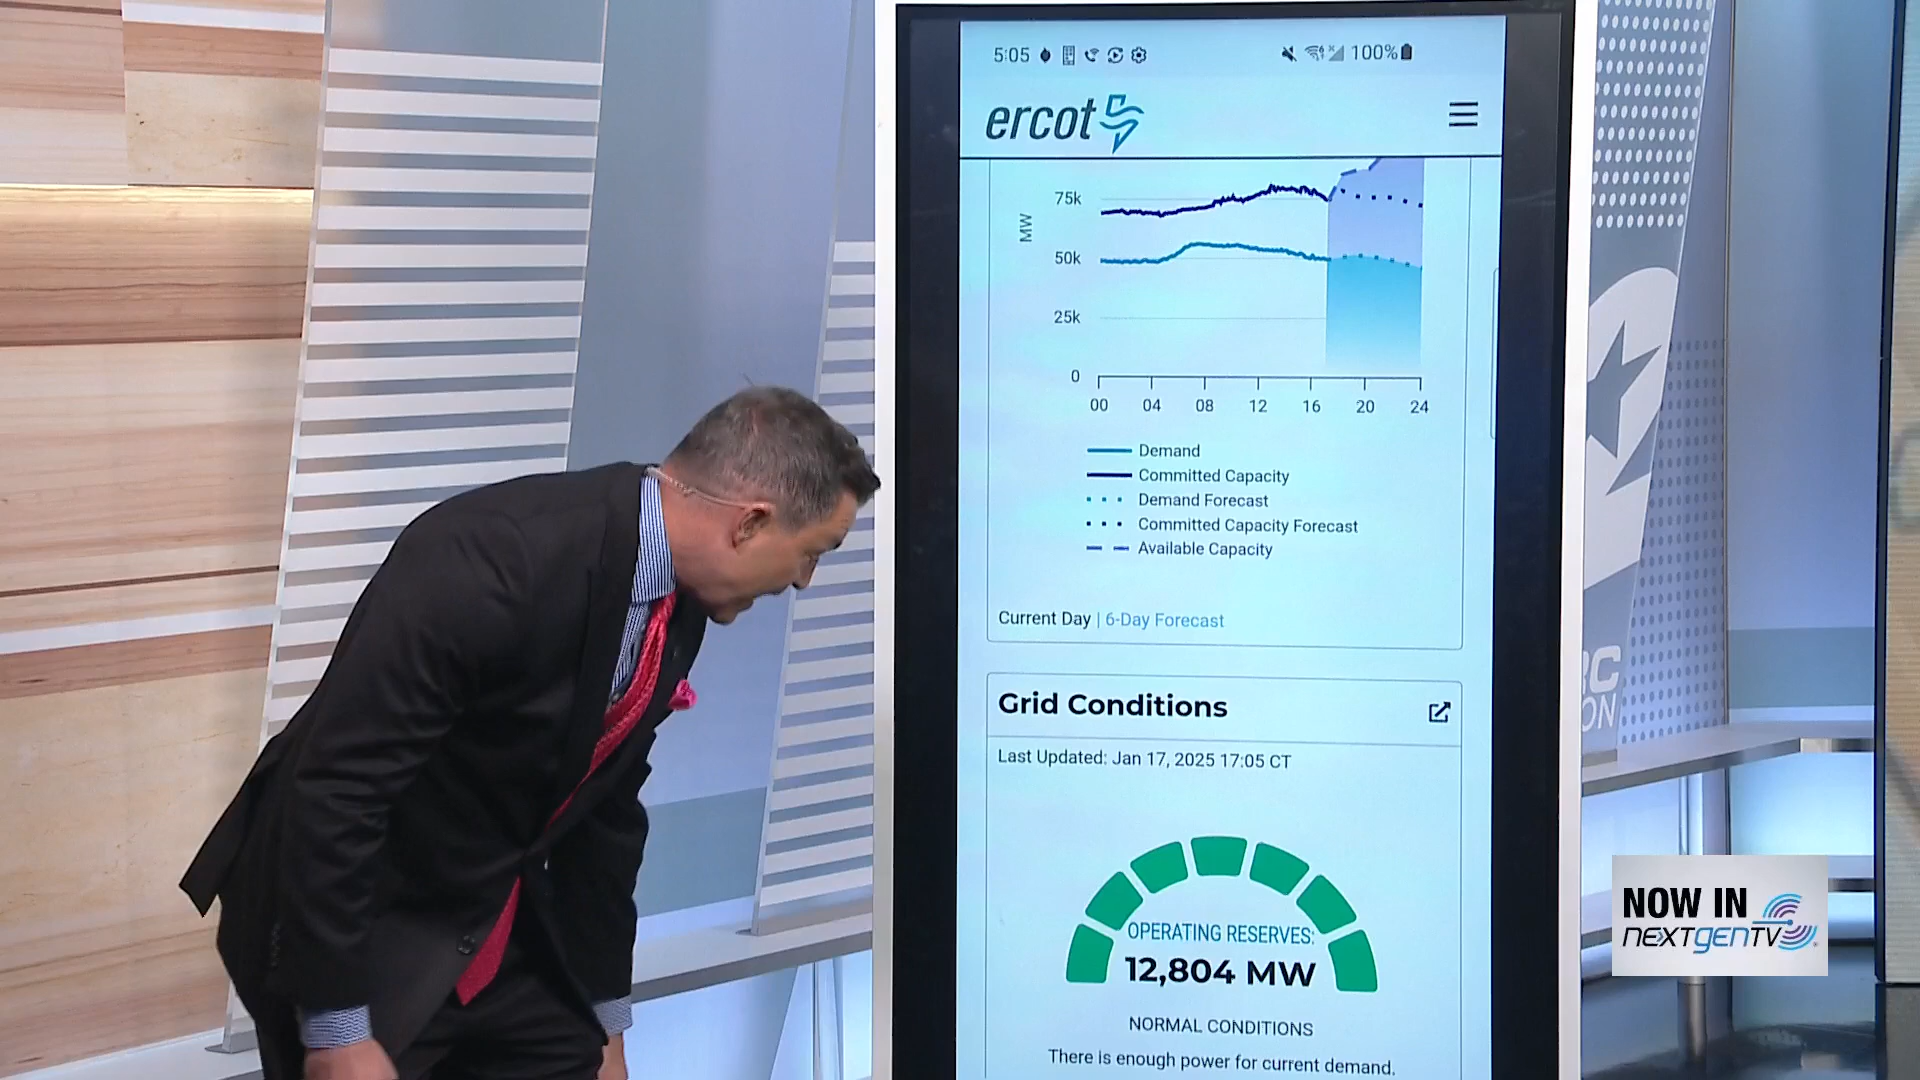 5:05 100%
ercot
75k
MW
50k
25k
0
00 04 08 12 16 20 24
Demand
Committed Capacity
Demand Forecast
Committed Capacity Forecast
Available Capacity
Current Day | 6-Day Forecast
Grid Conditions
Last Updated: Jan 17, 2025 17:05 CT
OPERATING RESERVES:
12,804 MW
NORMAL CONDITIONS
There is enough power for current demand.
NOW IN
NEXTGENTV